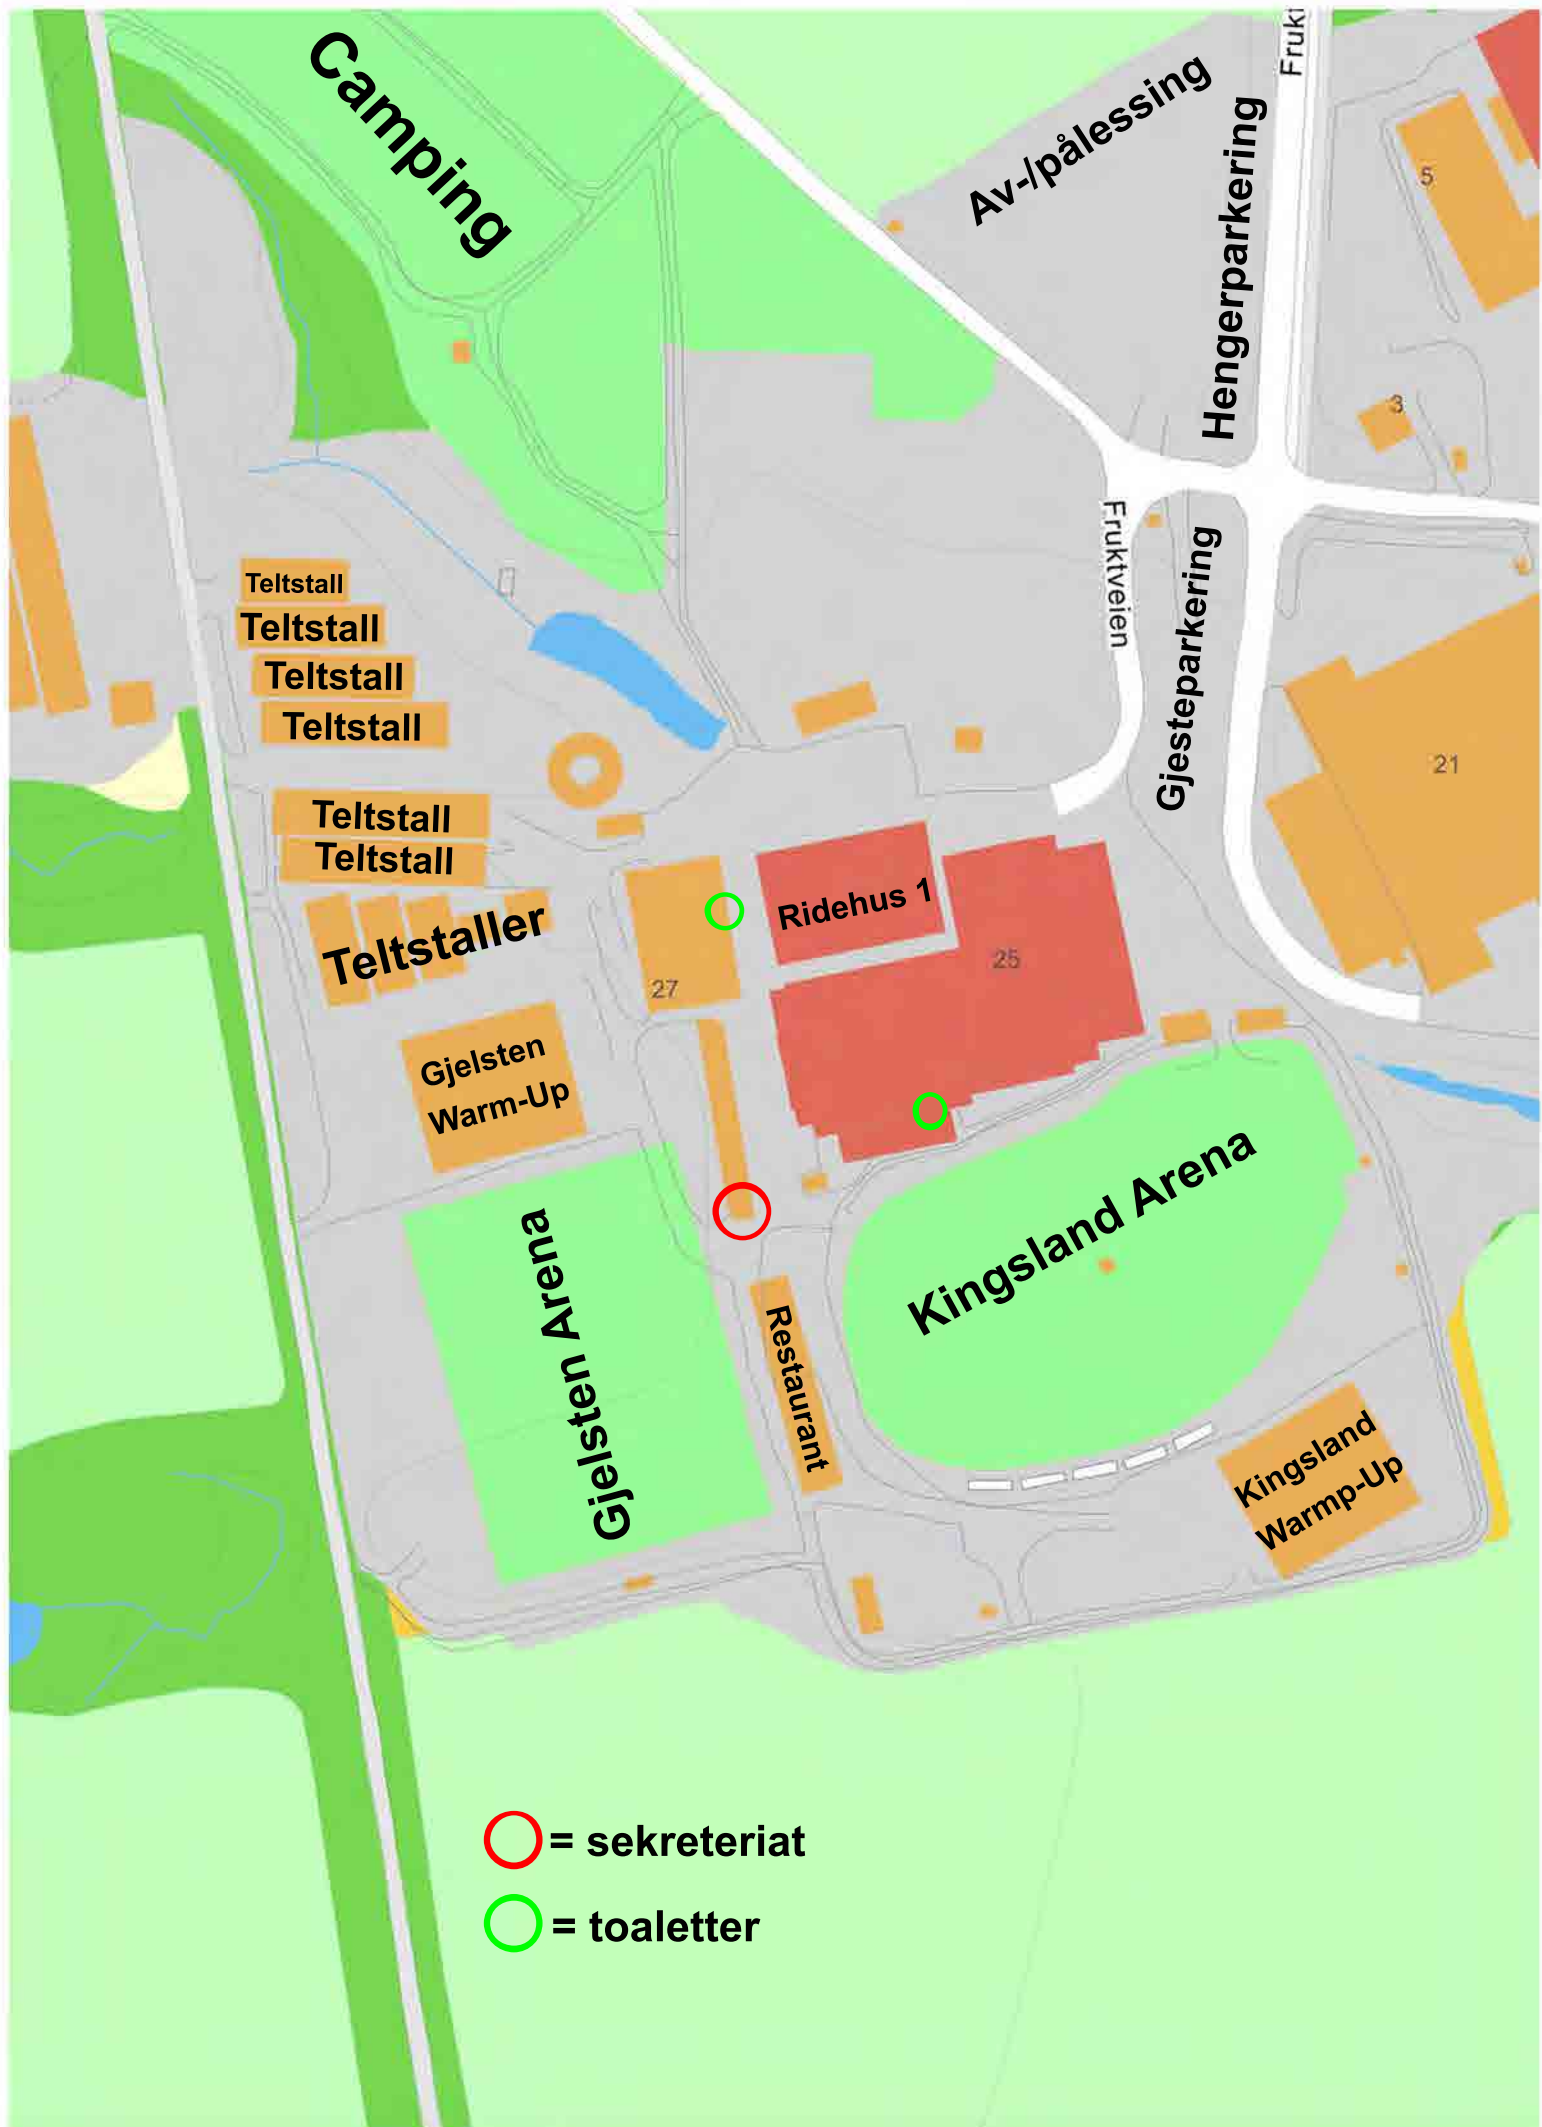 Camping
Av-/pålessing
Hengerparkering
5
3
Fruktveien
Gjesteparkering
21
Teltstall
Teltstall
Teltstall
Teltstall
Teltstall
Teltstall
Teltstaller
27
Ridehus 1
25
Gjelsten
Warm-Up
Gjelsten Arena
Restaurant
Kingsland Arena
Kingsland
Warmp-Up
= sekreteriat
= toaletter